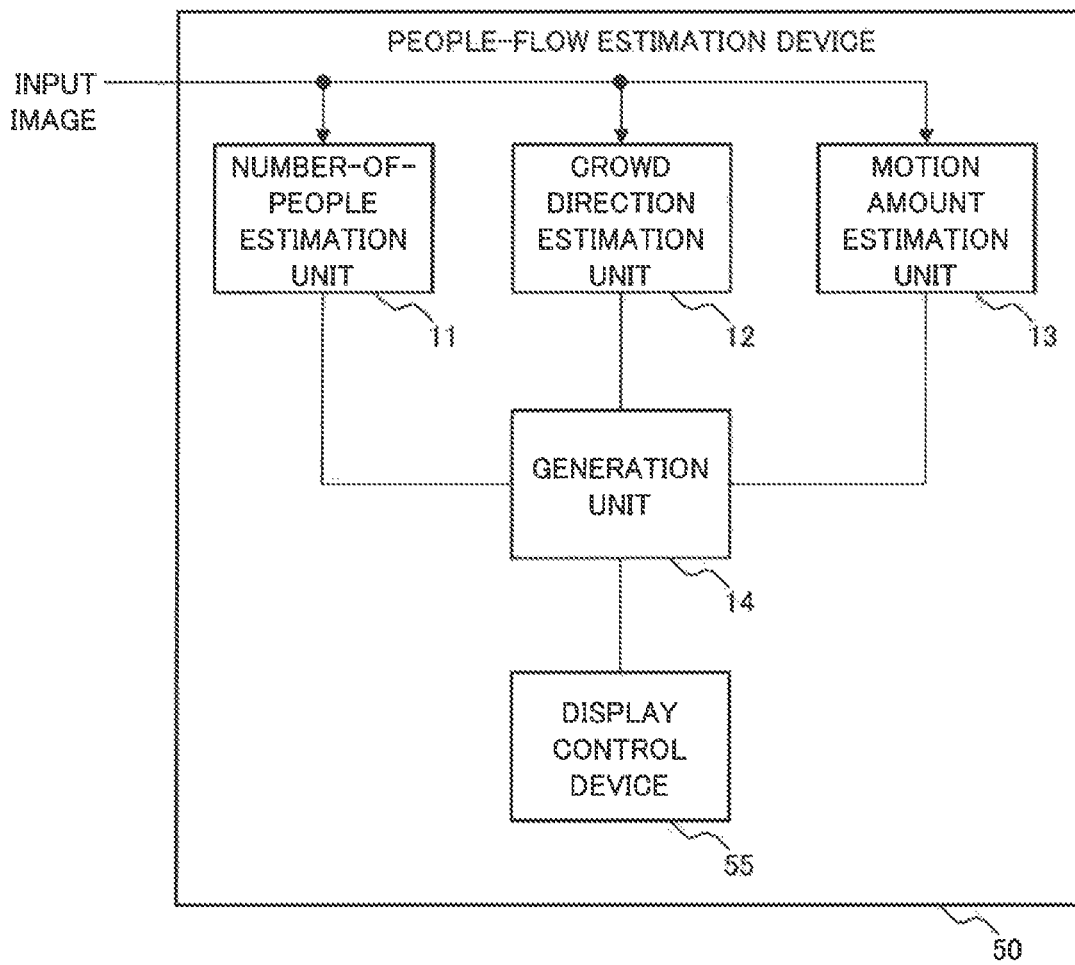 PEOPLE-FLOW ESTIMATION DEVICE
INPUT
IMAGE
NUMBER-OF-
PEOPLE
ESTIMATION
UNIT
11
CROWD
DIRECTION
ESTIMATION
UNIT
12
MOTION
AMOUNT
ESTIMATION
UNIT
13
GENERATION
UNIT
14
DISPLAY
CONTROL
DEVICE
55
50